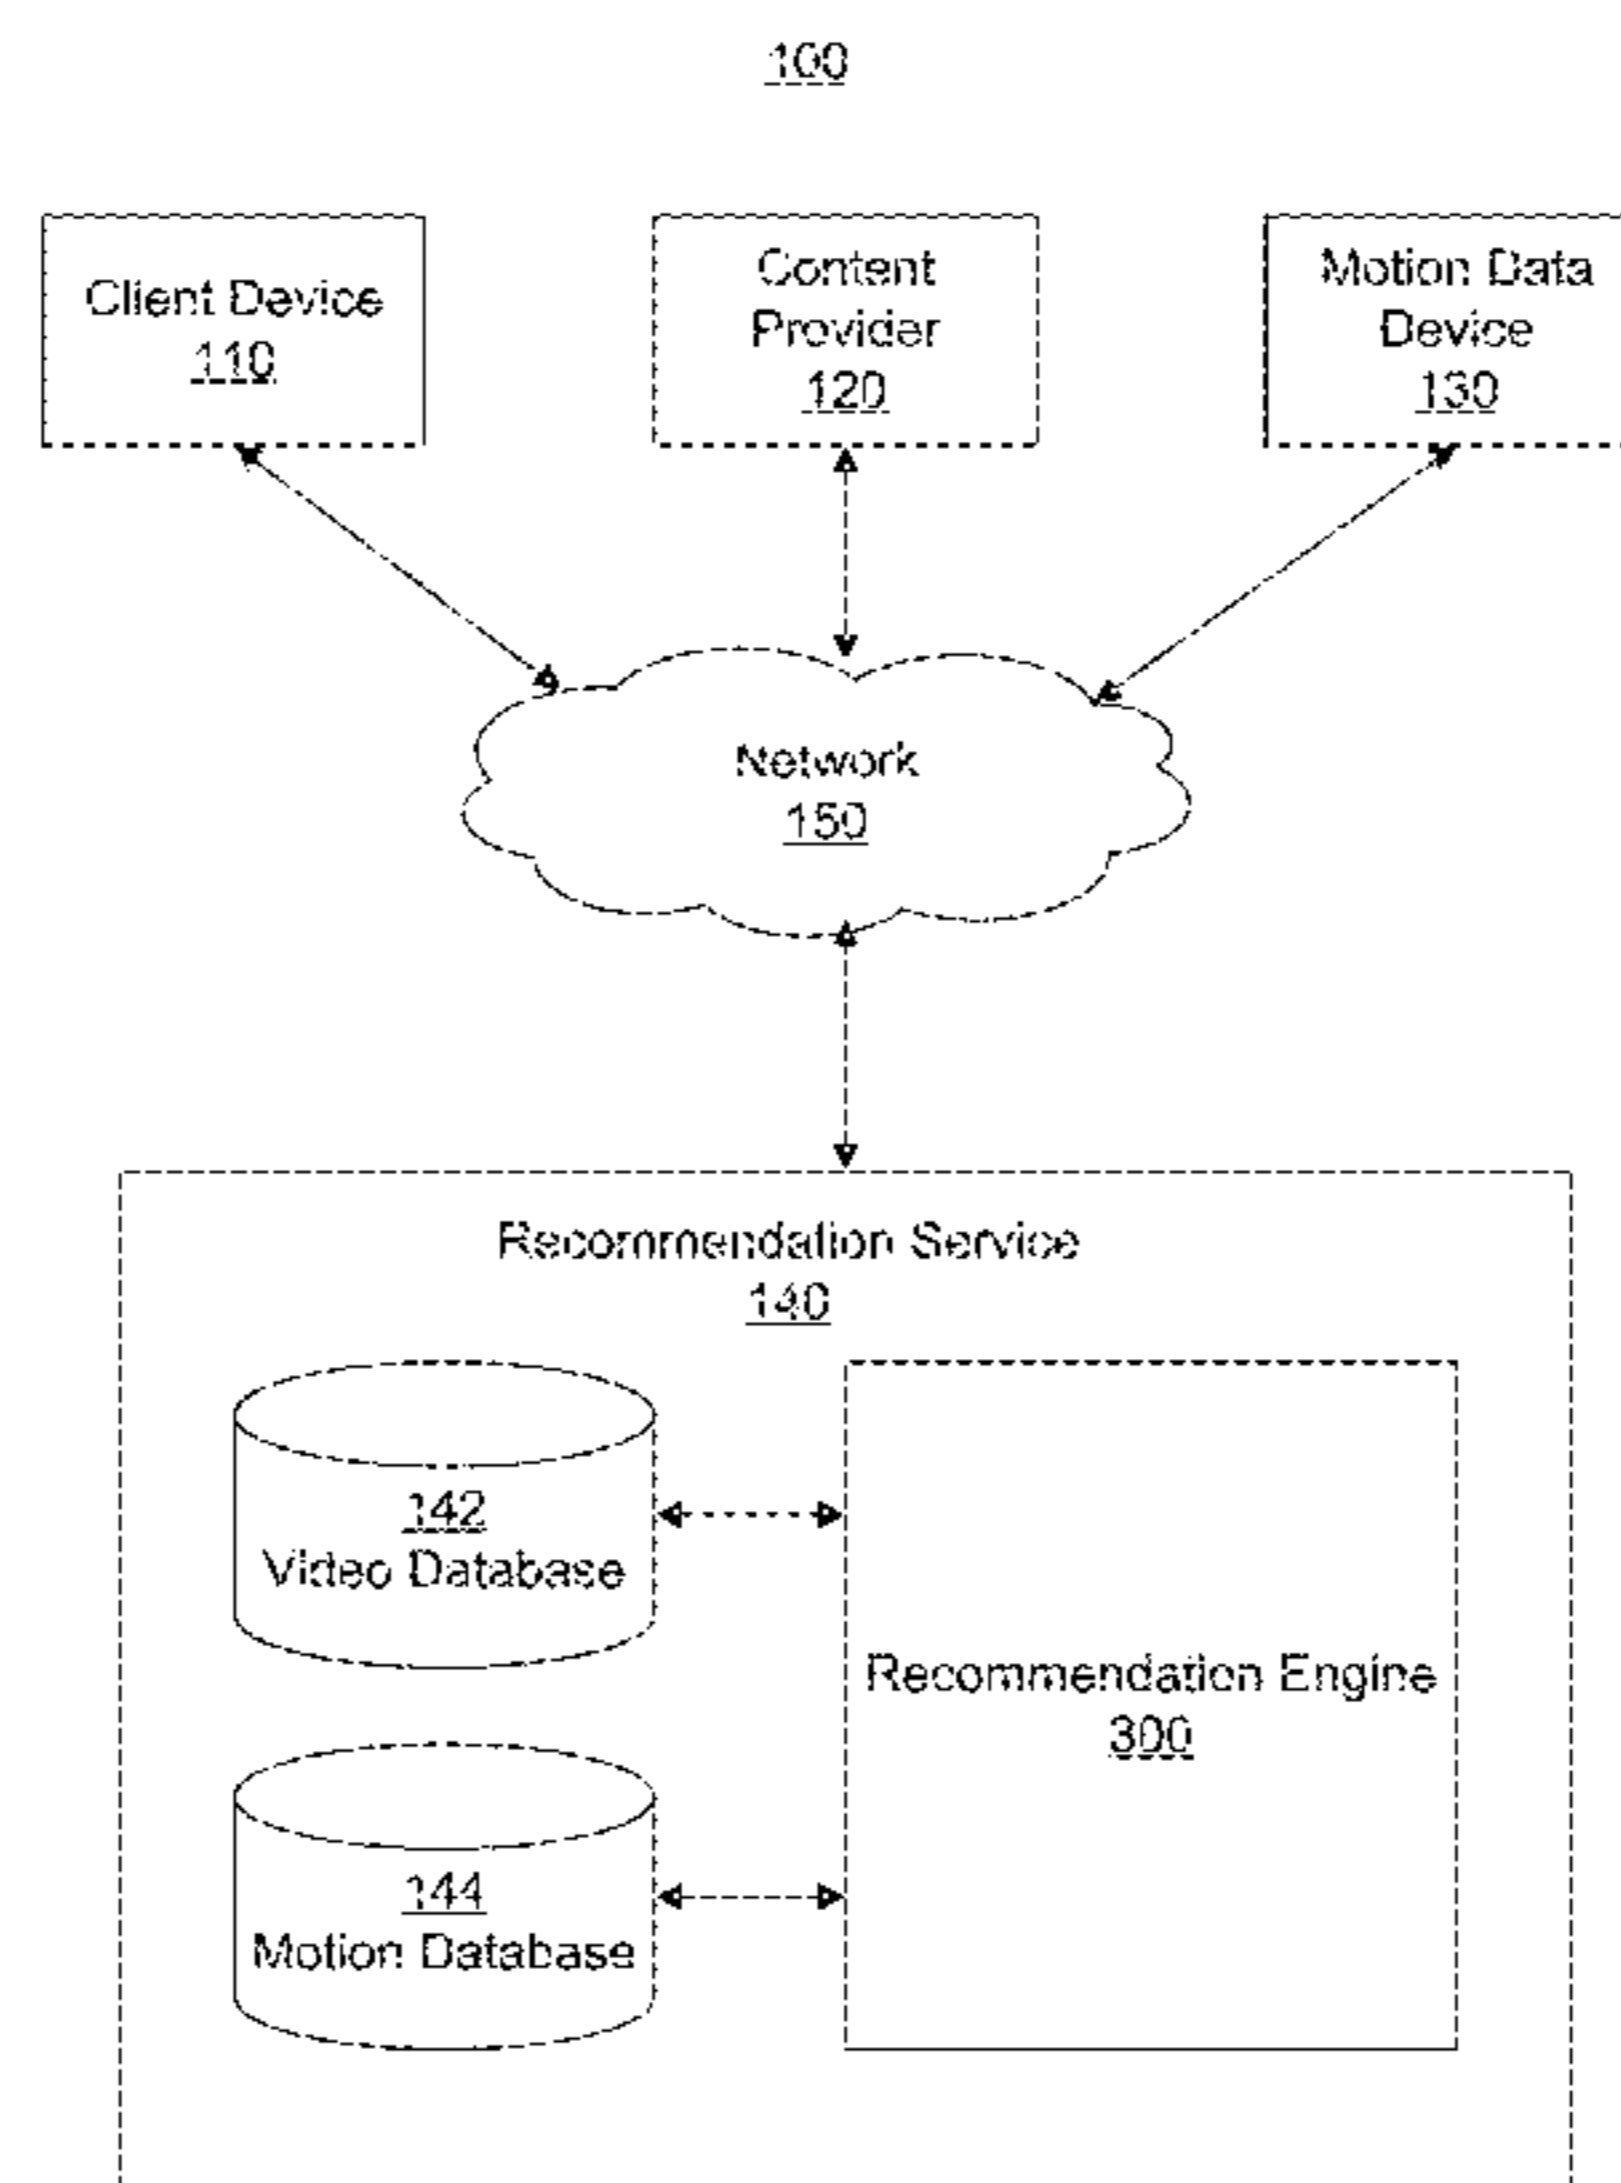 100
Client Device
110
Content
Provider
120
Motion Data
Device
130
Network
150
Recommendation Service
140
142
Video Database
144
Motion Database
Recommendation Engine
300